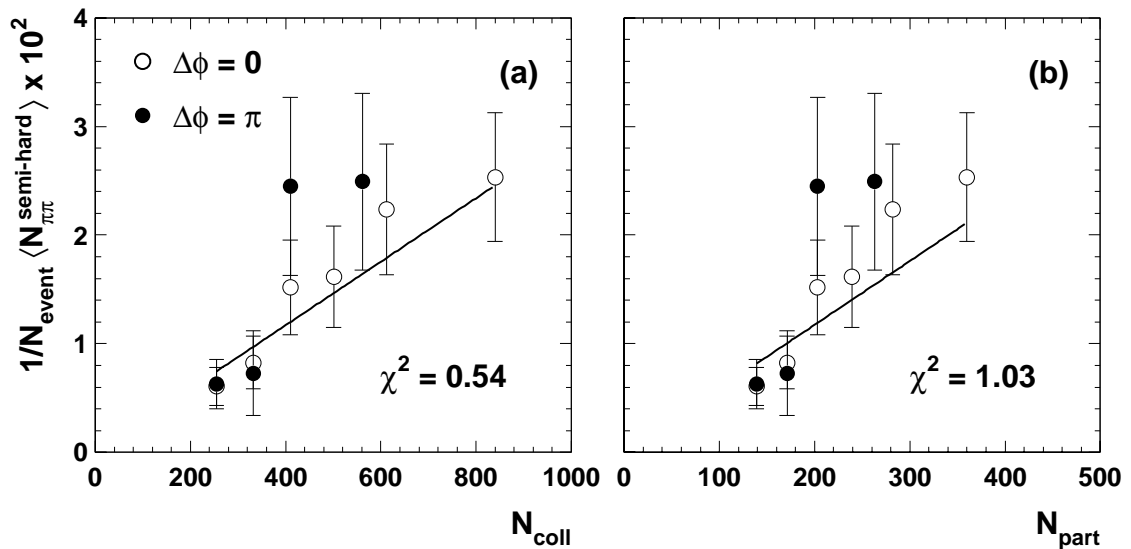 1/N_event ⟨N_ππ^semi-hard⟩ x 10^2
4
3
2
1
0
Δϕ = 0
Δϕ = π
(a)
χ^2 = 0.54
0 200 400 600 800 1000
N_coll
(b)
χ^2 = 1.03
0 100 200 300 400 500
N_part